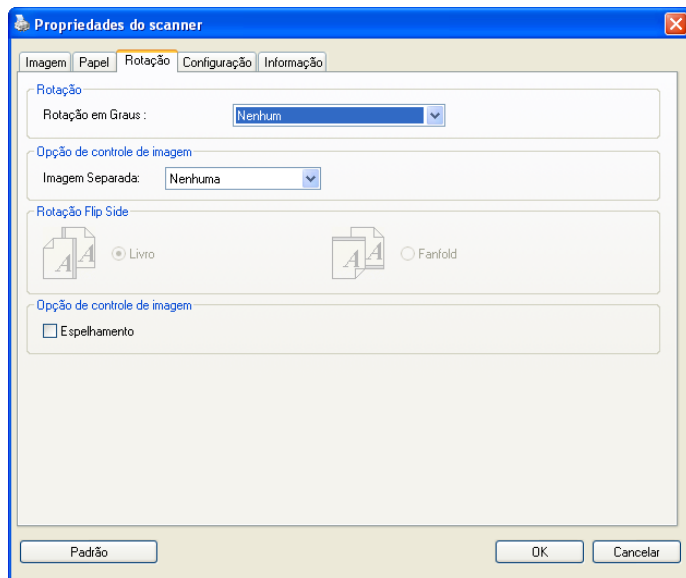 Propriedades do scanner
Imagem Papel Rotação Configuração Informação
Rotação
Rotação em Graus : Nenhum
Opção de controle de imagem
Imagem Separada: Nenhuma
Rotação Flip Side
A A Livro A A Fanfold
Opção de controle de imagem
Espelhamento
Padrão OK Cancelar